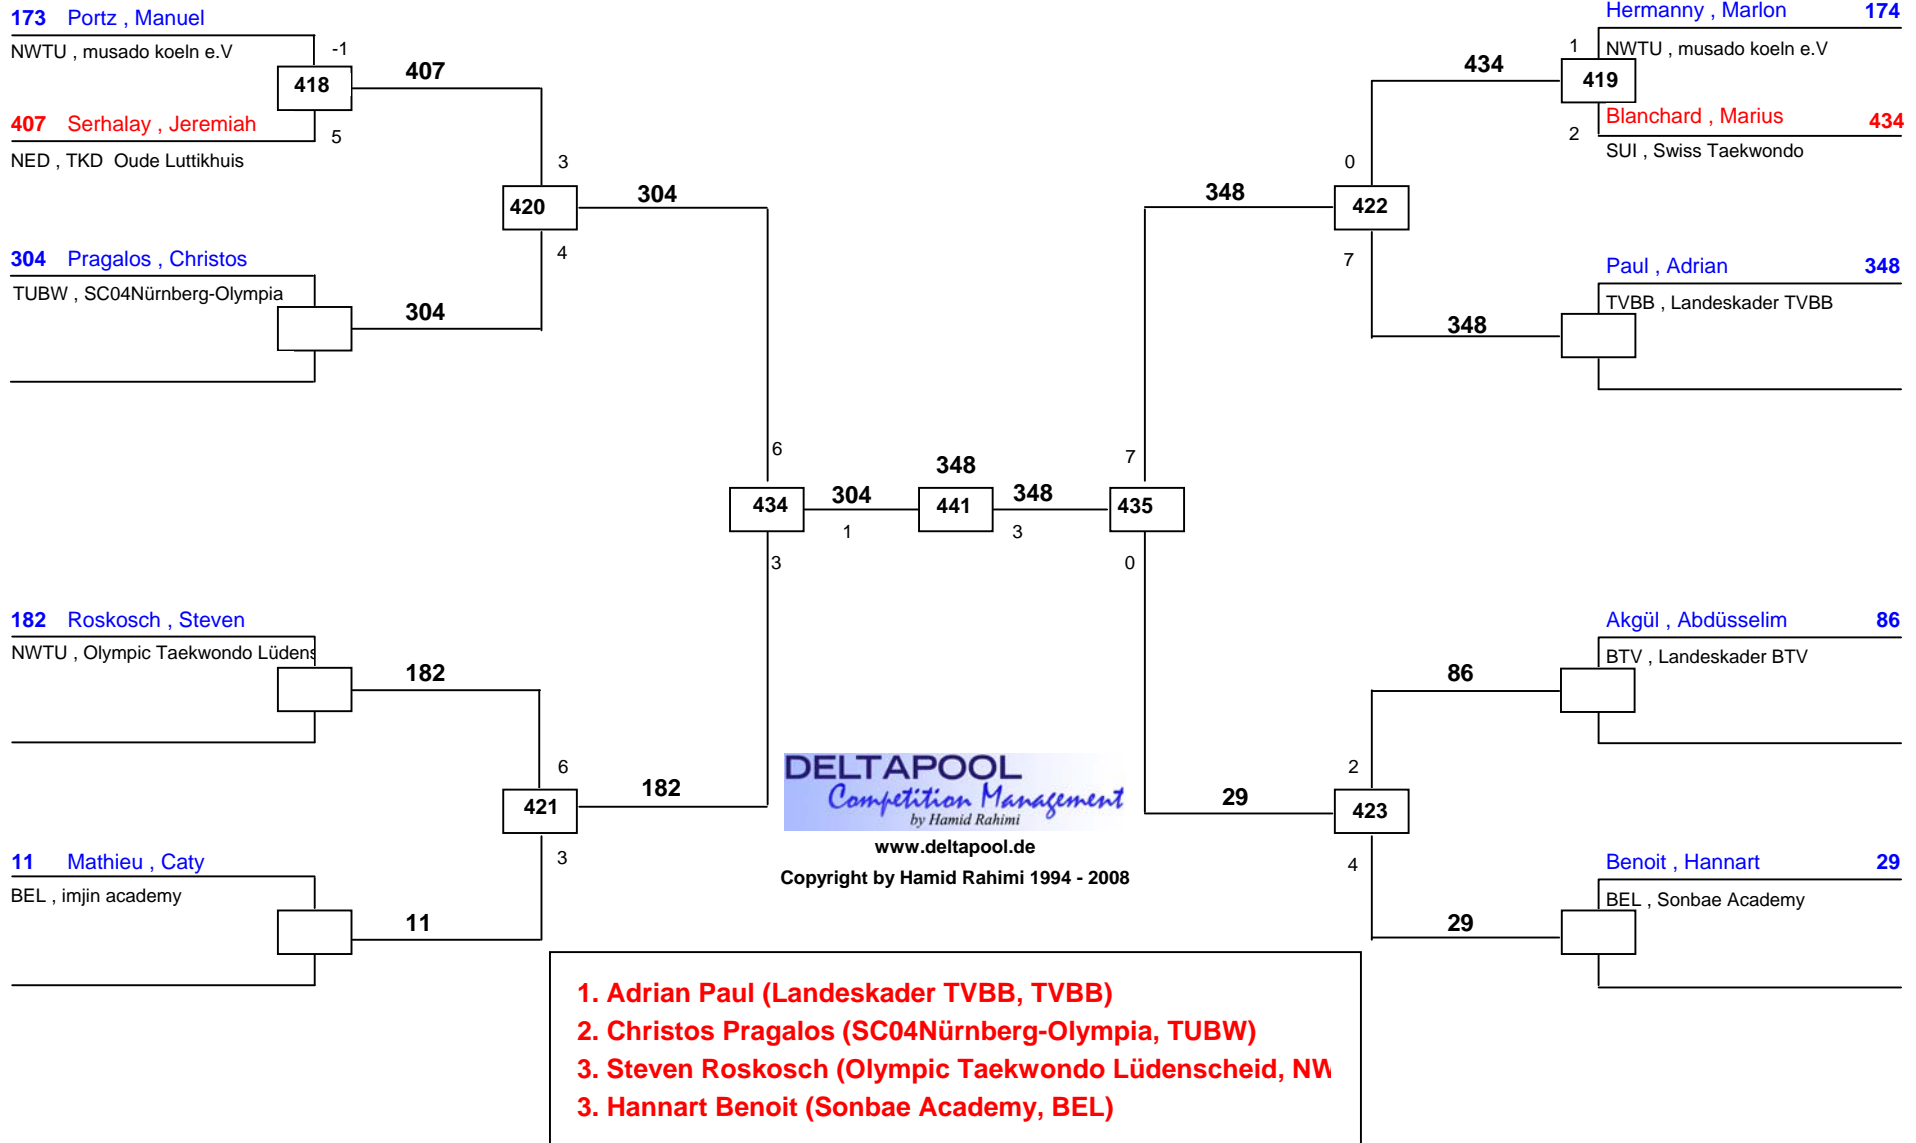 173 Portz , Manuel
NWTU , musado koeln e.V
-1
418
407
407 Serhalay , Jeremiah
5
NED , TKD  Oude Luttikhuis
3
420
304
4
304 Pragalos , Christos
TUBW , SC04Nürnberg-Olympia
304
182 Roskosch , Steven
NWTU , Olympic Taekwondo Lüdens
182
6
421
182
3
11 Mathieu , Caty
BEL , imjin academy
11
6
434
3
304
1
348
441
348
3
7
435
0
Hermanny , Marlon 174
1
NWTU , musado koeln e.V
434
419
Blanchard , Marius 434
2
SUI , Swiss Taekwondo
0
348
422
7
Paul , Adrian 348
TVBB , Landeskader TVBB
348
Akgül , Abdüsselim 86
BTV , Landeskader BTV
86
2
29
423
4
Benoit , Hannart 29
BEL , Sonbae Academy
29
DELTAPOOL
Competition Management
by Hamid Rahimi
www.deltapool.de
Copyright by Hamid Rahimi 1994 - 2008
1. Adrian Paul (Landeskader TVBB, TVBB)
2. Christos Pragalos (SC04Nürnberg-Olympia, TUBW)
3. Steven Roskosch (Olympic Taekwondo Lüdenscheid, NW
3. Hannart Benoit (Sonbae Academy, BEL)